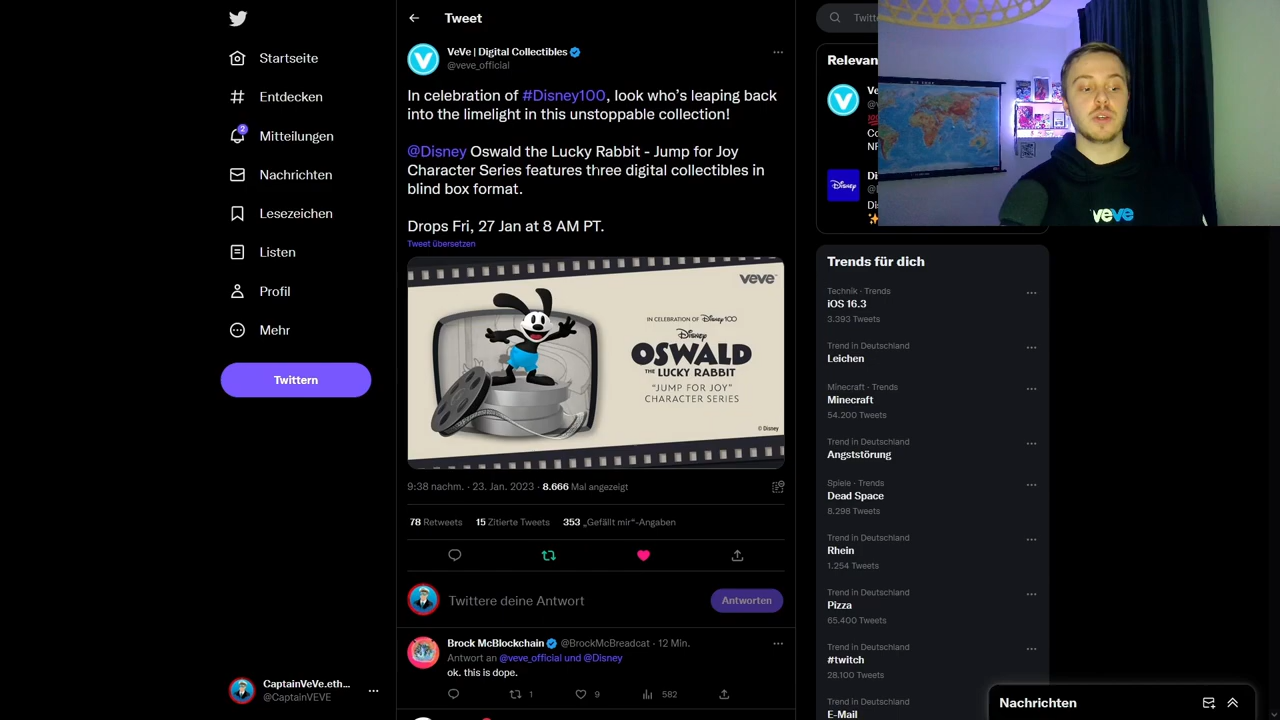 Startseite
Entdecken
2
Mitteilungen
Nachrichten
Lesezeichen
Listen
Profil
Mehr
Twittern
CaptainVeVe.eth...
@CaptainVEVE
Tweet
VeVe | Digital Collectibles
@veve_official
In celebration of #Disney100, look who's leaping back
into the limelight in this unstoppable collection!
@Disney Oswald the Lucky Rabbit - Jump for Joy
Character Series features three digital collectibles in
blind box format.
Drops Fri, 27 Jan at 8 AM PT.
Tweet übersetzen
veve
IN CELEBRATION OF Disney100
Disney
OSWALD
THE LUCKY RABBIT
"JUMP FOR JOY"
CHARACTER SERIES
© Disney
9:38 nachm. · 23. Jan. 2023 · 8.666 Mal angezeigt
78 Retweets 15 Zitierte Tweets 353 „Gefällt mir“-Angaben
Twittere deine Antwort
Antworten
Brock McBlockchain @BrockMcBreadcat · 12 Min.
Antwort an @veve_official und @Disney
ok. this is dope.
1
9
582
Twitt
Relevan
Ve
@v
Co
NF
Di
@
Dis
Disney
veve
Trends für dich
Technik · Trends
iOS 16.3
3.393 Tweets
Trend in Deutschland
Leichen
Minecraft · Trends
Minecraft
54.200 Tweets
Trend in Deutschland
Angststörung
Spiele · Trends
Dead Space
8.298 Tweets
Trend in Deutschland
Rhein
1.254 Tweets
Trend in Deutschland
Pizza
65.400 Tweets
Trend in Deutschland
#twitch
28.100 Tweets
Trend in Deutschland
E-Mail
Nachrichten